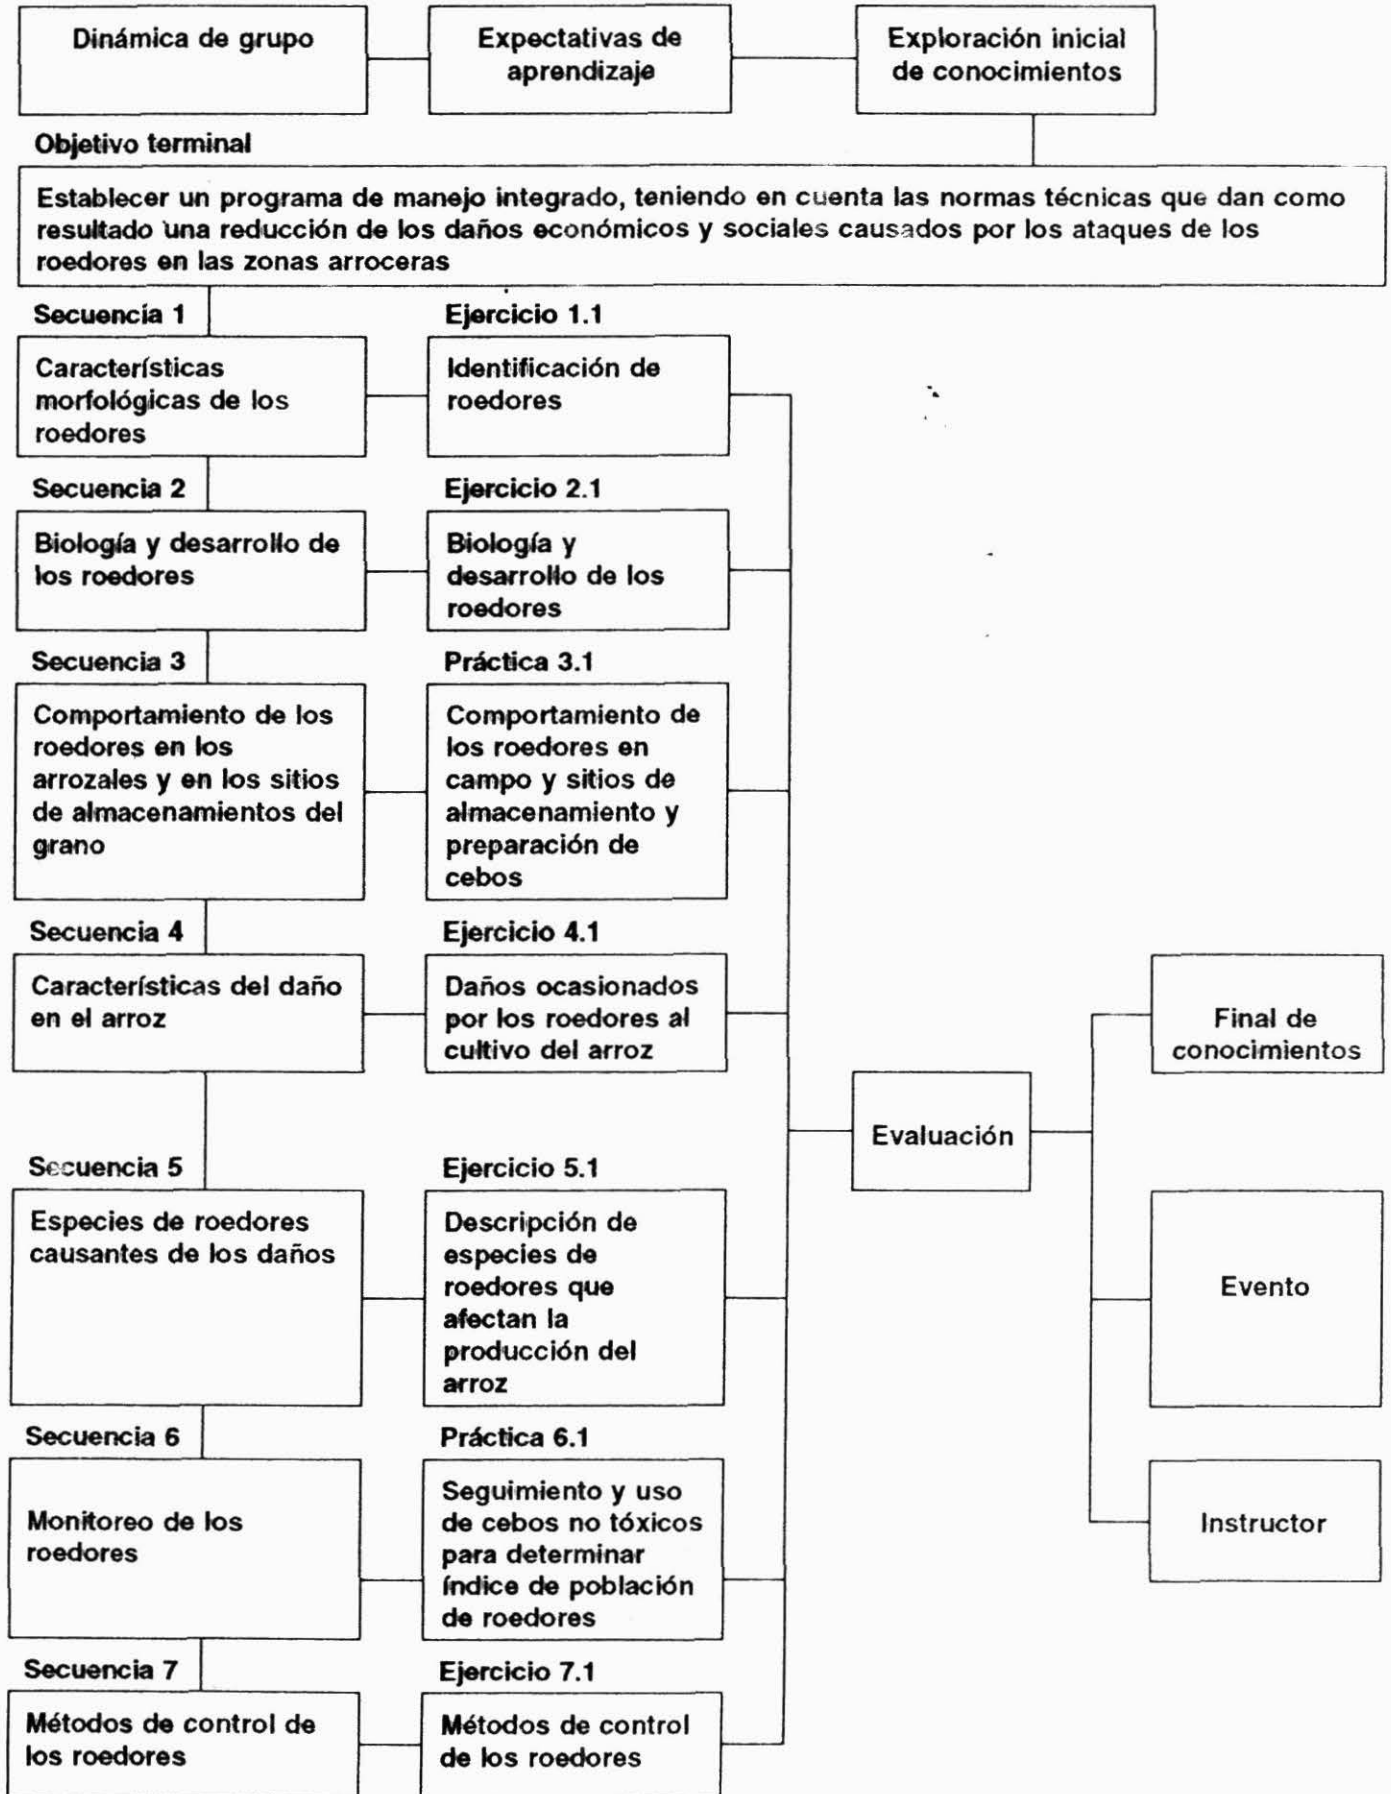 Dinámica de grupo
Expectativas de
aprendizaje
Exploración inicial
de conocimientos
Objetivo terminal
Establecer un programa de manejo integrado, teniendo en cuenta las normas técnicas que dan como
resultado una reducción de los daños económicos y sociales causados por los ataques de los
roedores en las zonas arroceras
Secuencia 1
Características
morfológicas de los
roedores
Ejercicio 1.1
Identificación de
roedores
Secuencia 2
Biología y desarrollo de
los roedores
Ejercicio 2.1
Biología y
desarrollo de los
roedores
Secuencia 3
Comportamiento de los
roedores en los
arrozales y en los sitios
de almacenamientos del
grano
Práctica 3.1
Comportamiento de
los roedores en
campo y sitios de
almacenamiento y
preparación de
cebos
Secuencia 4
Características del daño
en el arroz
Ejercicio 4.1
Daños ocasionados
por los roedores al
cultivo del arroz
Secuencia 5
Especies de roedores
causantes de los daños
Ejercicio 5.1
Descripción de
especies de
roedores que
afectan la
producción del
arroz
Secuencia 6
Monitoreo de los
roedores
Práctica 6.1
Seguimiento y uso
de cebos no tóxicos
para determinar
índice de población
de roedores
Secuencia 7
Métodos de control de
los roedores
Ejercicio 7.1
Métodos de control
de los roedores
Evaluación
Final de
conocimientos
Evento
Instructor